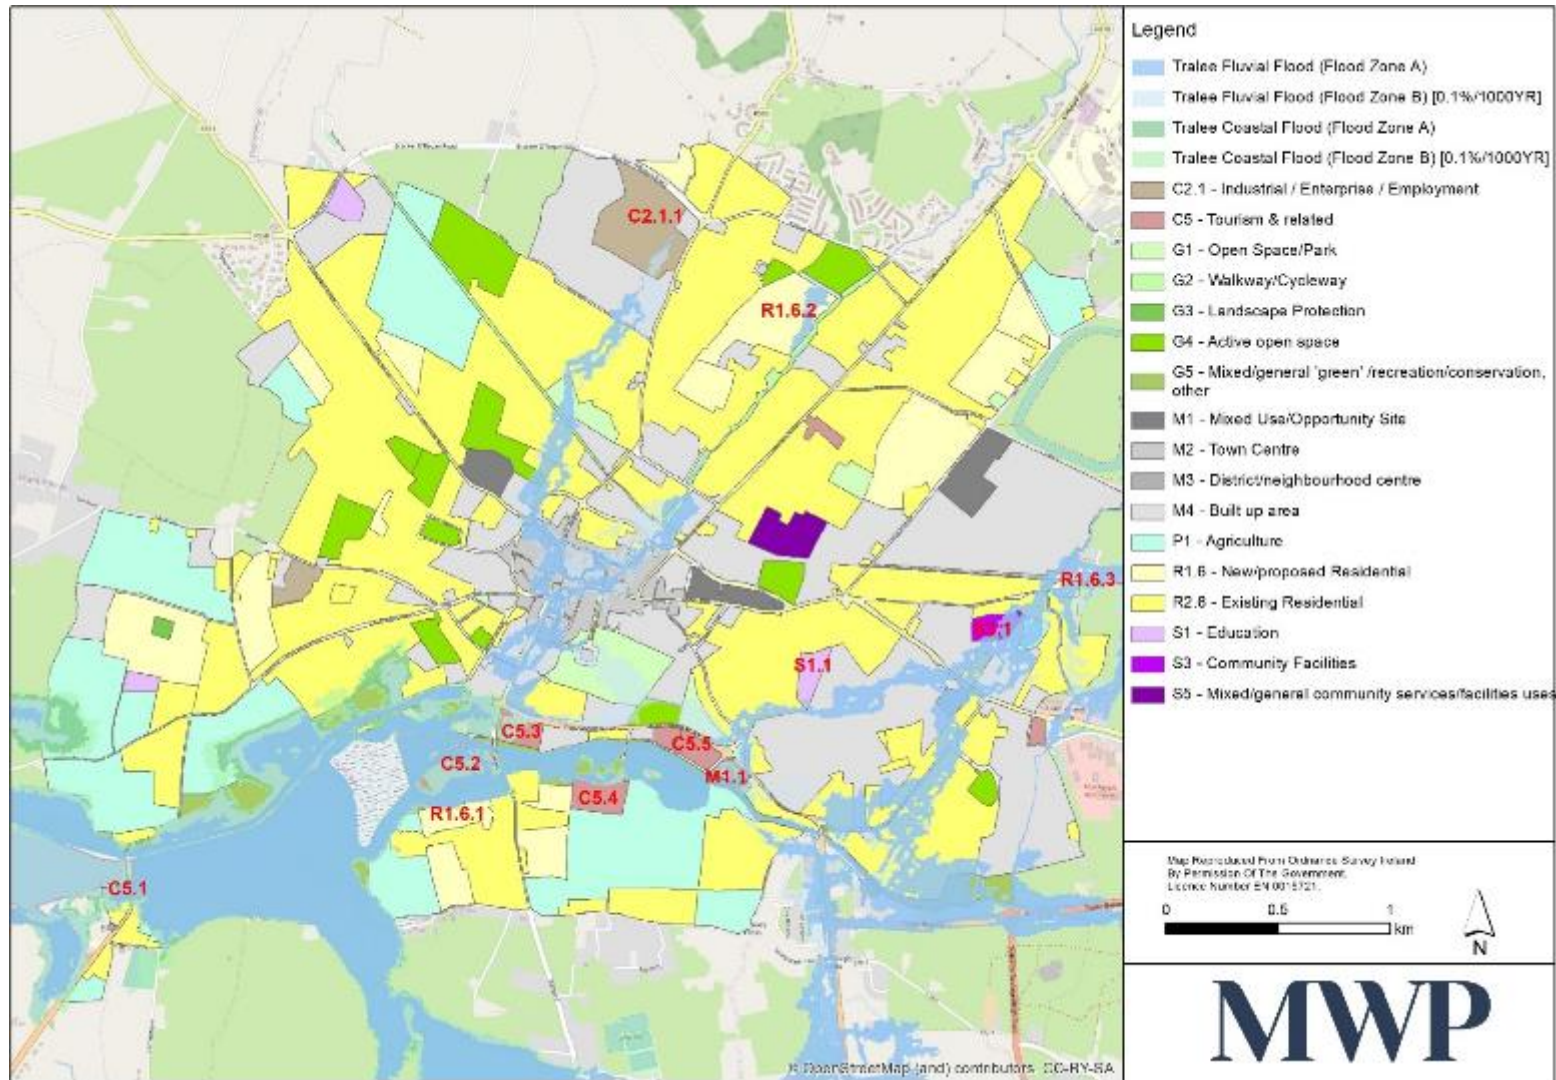 Legend
Tralee Fluvial Flood (Flood Zone A)
Tralee Fluvial Flood (Flood Zone B) [0.1%/1000YR]
Tralee Coastal Flood (Flood Zone A)
Tralee Coastal Flood (Flood Zone B) [0.1%/1000YR]
C2.1 - Industrial / Enterprise / Employment
C5 - Tourism & related
G1 - Open Space/Park
G2 - Walkway/Cycleway
G3 - Landscape Protection
G4 - Active open space
G5 - Mixed/general 'green' /recreation/conservation,
other
M1 - Mixed Use/Opportunity Site
M2 - Town Centre
M3 - District/neighbourhood centre
M4 - Built up area
P1 - Agriculture
R1.6 - New/proposed Residential
R2.6 - Existing Residential
S1 - Education
S3 - Community Facilities
S5 - Mixed/general community services/facilities uses
C2.1.1
R1.6.2
R1.6.3
S1.1
C5.3
C5.5
C5.2
M1.1
C5.4
R1.6.1
C5.1
Map Reproduced From Ordnance Survey Ireland
By Permission Of The Government.
Licence Number
0 0.5 1
km
N
MWP
© OpenStreetMap (and) contributors, CC-BY-SA